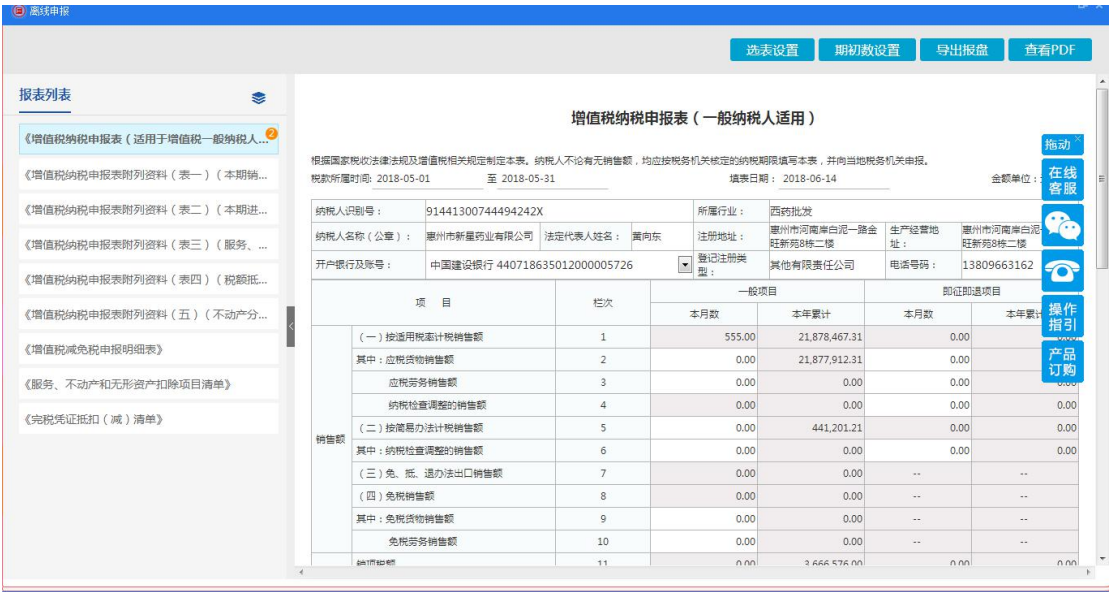 离线申报
选表设置 期初数设置 导出报盘 查看PDF
报表列表
《增值税纳税申报表（适用于增值税一般纳税人... 2
《增值税纳税申报表附列资料（表一）（本期销...
《增值税纳税申报表附列资料（表二）（本期进...
《增值税纳税申报表附列资料（表三）（服务、...
《增值税纳税申报表附列资料（表四）（税额抵...
《增值税纳税申报表附列资料（五）（不动产分...
《增值税减免税申报明细表》
《服务、不动产和无形资产扣除项目清单》
《完税凭证抵扣（减）清单》
增值税纳税申报表（一般纳税人适用）
根据国家税收法律法规及增值税相关规定制定本表。纳税人不论有无销售额，均应按税务机关核定的纳税期限填写本表，并向当地税务机关申报。
税款所属时间: 2018-05-01 至 2018-05-31 填表日期： 2018-06-14 金额单位：
纳税人识别号： 91441300744494242X 所属行业： 西药批发
纳税人名称（公章）： 惠州市新星药业有限公司 法定代表人姓名： 黄向东 注册地址： 惠州市河南岸白泥一路金旺新苑8栋二楼 生产经营地址： 惠州市河南岸白泥 旺新苑8栋二楼
开户银行及账号： 中国建设银行 44071863501200005726 登记注册类型： 其他有限责任公司 电话号码： 13809663162
项 目 栏次 一般项目 即征即退项目
本月数 本年累计 本月数 本年累计
销售额
（一）按适用税率计税销售额 1 555.00 21,878,467.31 0.00
其中：应税货物销售额 2 0.00 21,877,912.31 0.00
应税劳务销售额 3 0.00 0.00 0.00 0.00
纳税检查调整的销售额 4 0.00 0.00 0.00 0.00
（二）按简易办法计税销售额 5 0.00 441,201.21 0.00 0.00
其中：纳税检查调整的销售额 6 0.00 0.00 0.00 0.00
（三）免、抵、退办法出口销售额 7 0.00 0.00 -- --
（四）免税销售额 8 0.00 0.00 -- --
其中：免税货物销售额 9 0.00 0.00 -- --
免税劳务销售额 10 0.00 0.00 -- --
销项税额 11 0.00 3,666,576.00 0.00 0.00
拖动
在线
客服
操作
指引
产品
订购